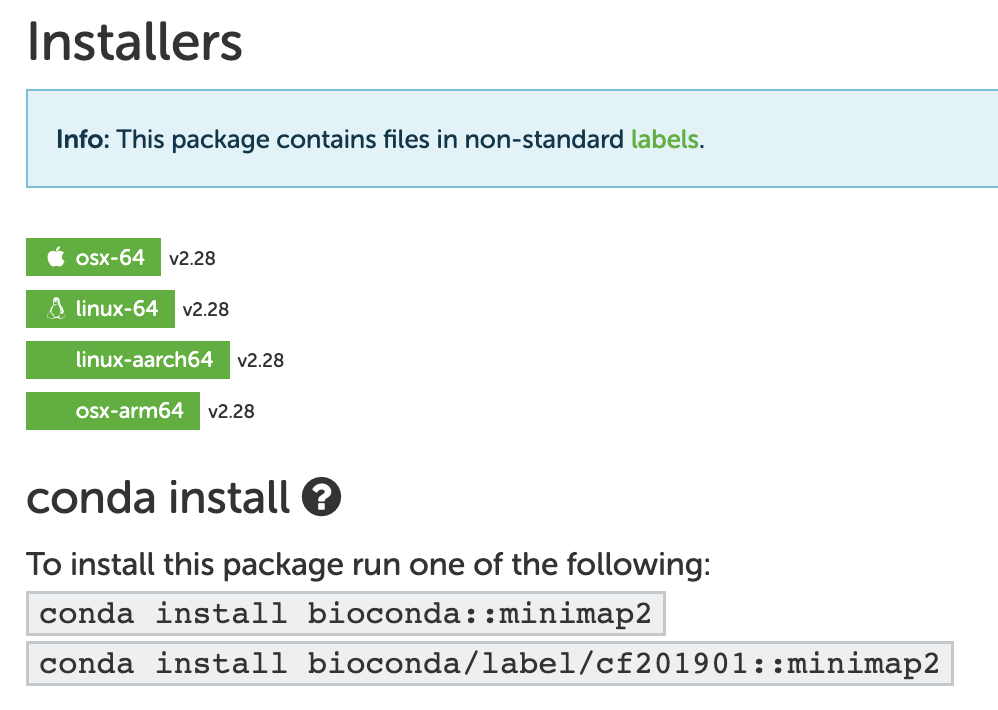 Installers
Info: This package contains files in non-standard labels.
osx-64 v2.28
linux-64 v2.28
linux-aarch64 v2.28
osx-arm64 v2.28
conda install ?
To install this package run one of the following:
conda install bioconda::minimap2
conda install bioconda/label/cf201901::minimap2